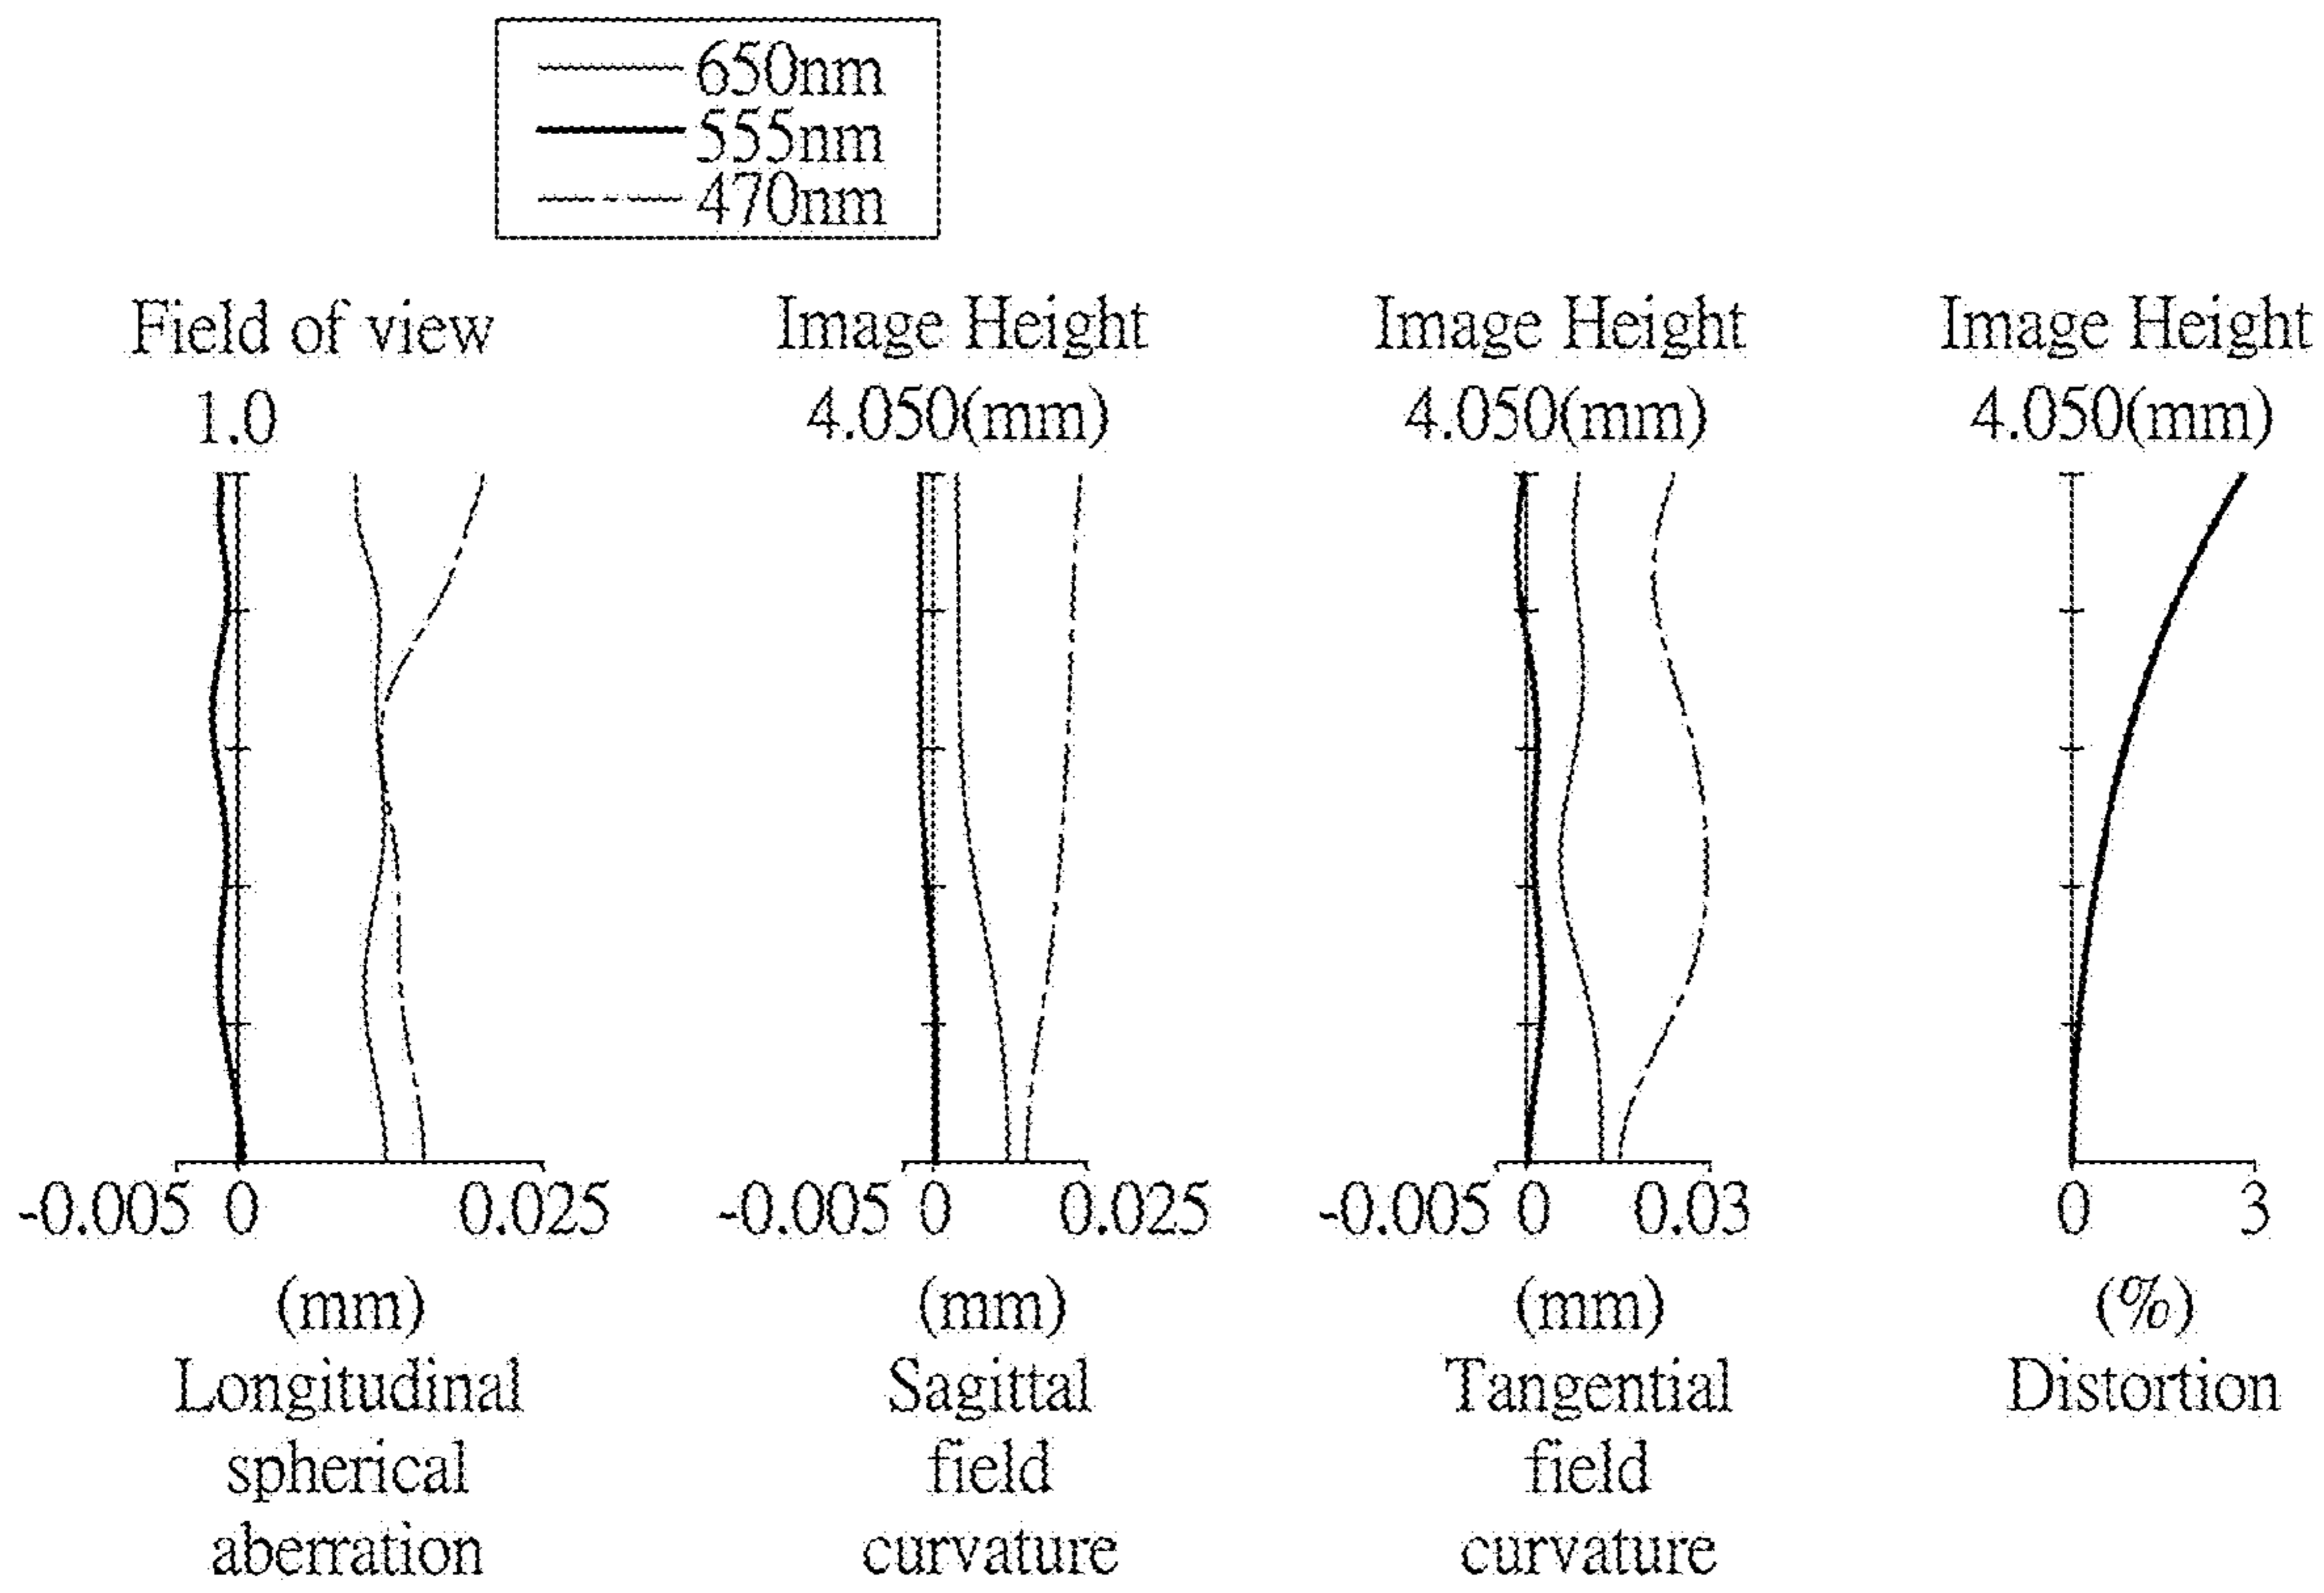 650nm
555nm
470nm
Field of view
1.0
Image Height
4.050(mm)
Image Height
4.050(mm)
Image Height
4.050(mm)
-0.005 0 0.025
(mm)
Longitudinal
spherical
aberration
-0.005 0 0.025
(mm)
Sagittal
field
curvature
-0.005 0 0.03
(mm)
Tangential
field
curvature
0 3
(%)
Distortion